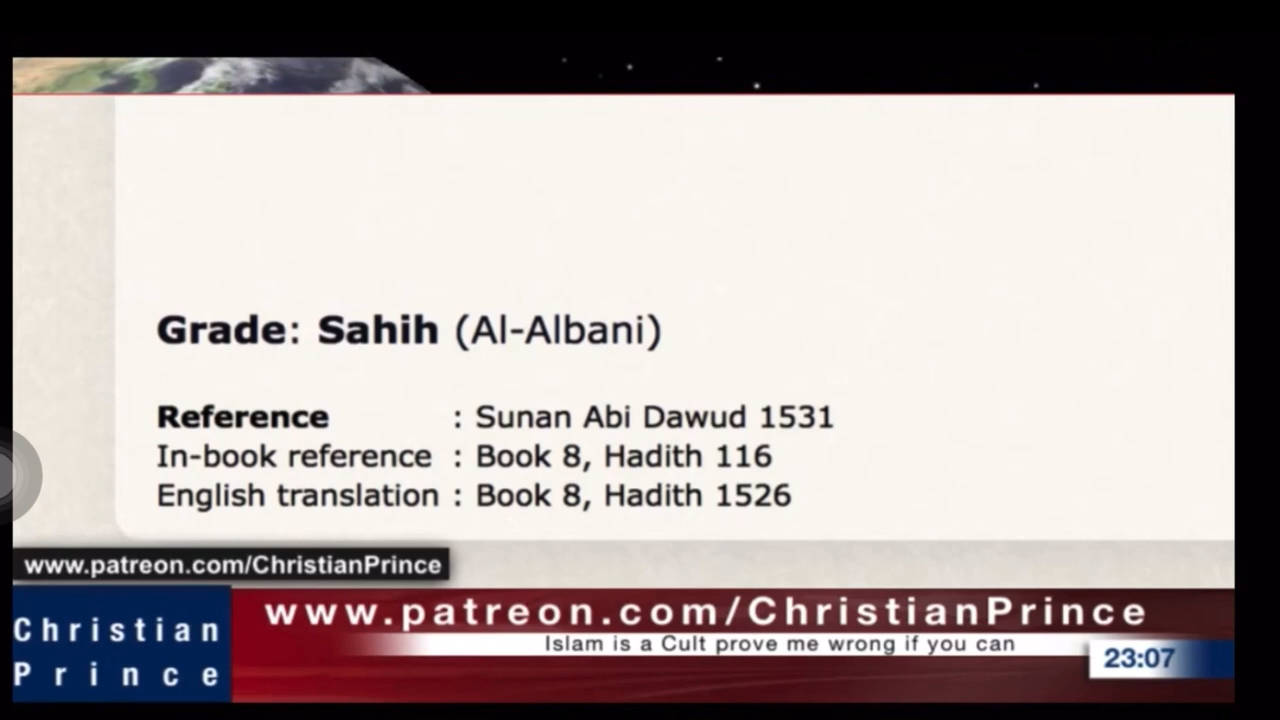 Grade: Sahih (Al-Albani)
Reference : Sunan Abi Dawud 1531
In-book reference : Book 8, Hadith 116
English translation : Book 8, Hadith 1526
www.patreon.com/ChristianPrince
Christian
Prince
www.patreon.com/ChristianPrince
Islam is a Cult prove me wrong if you can
23:07